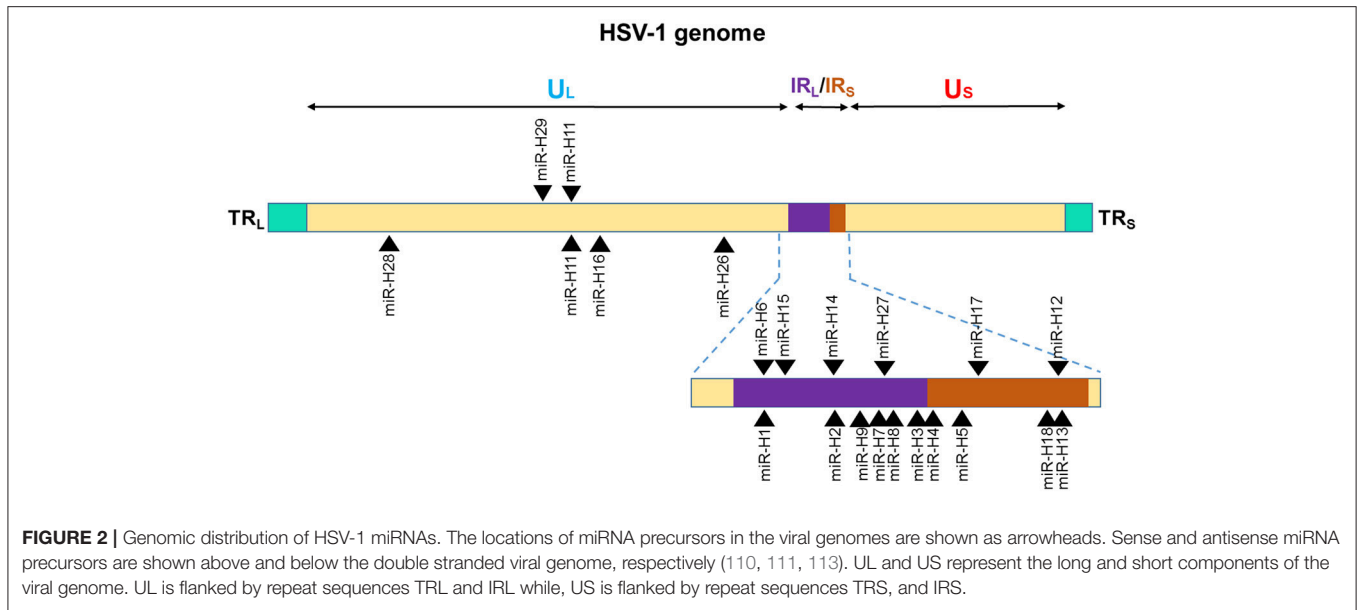 HSV-1 genome
UL IRL/IRS US
miR-H29 miR-H11
TRL TRS
miR-H28 miR-H11 miR-H16 miR-H26
miR-H6 miR-H15 miR-H14 miR-H27 miR-H17 miR-H12
miR-H1 miR-H2 miR-H9 miR-H7 miR-H8 miR-H3 miR-H4 miR-H5 miR-H18 miR-H13
FIGURE 2 | Genomic distribution of HSV-1 miRNAs. The locations of miRNA precursors in the viral genomes are shown as arrowheads. Sense and antisense miRNA
precursors are shown above and below the double stranded viral genome, respectively (110, 111, 113). UL and US represent the long and short components of the
viral genome. UL is flanked by repeat sequences TRL and IRL while, US is flanked by repeat sequences TRS, and IRS.